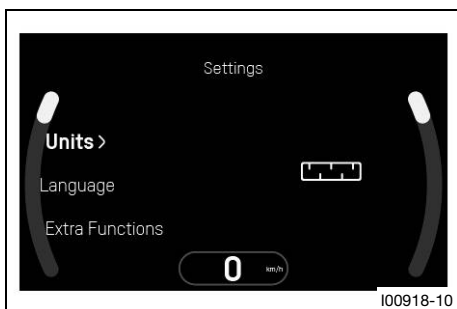 Settings
Units >
Language
Extra Functions
0 km/h
I00918-10